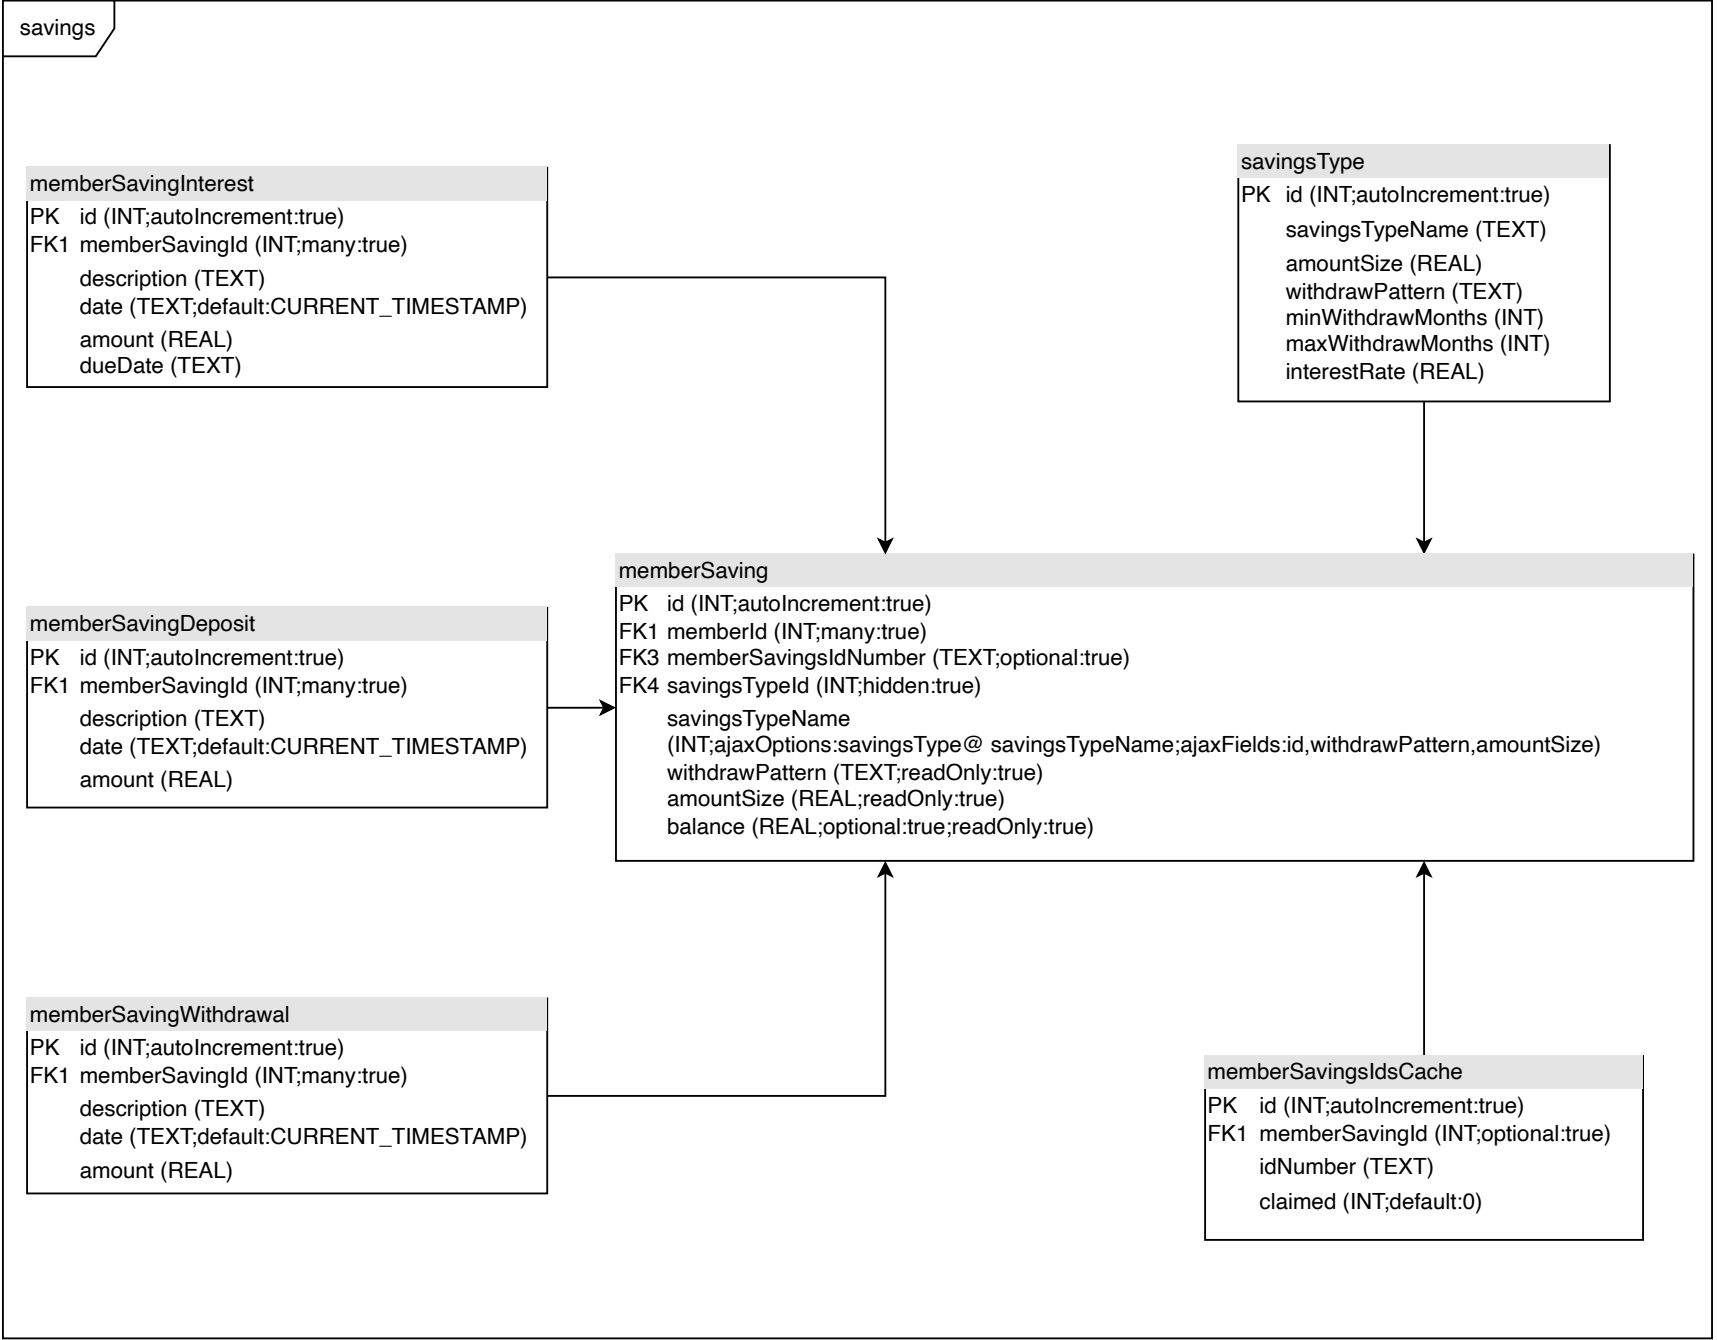 savings
memberSavingInterest
PK id (INT;autoIncrement:true)
FK1 memberSavingId (INT;many:true)
description (TEXT)
date (TEXT;default:CURRENT_TIMESTAMP)
amount (REAL)
dueDate (TEXT)
savingsType
PK id (INT;autoIncrement:true)
savingsTypeName (TEXT)
amountSize (REAL)
withdrawPattern (TEXT)
minWithdrawMonths (INT)
maxWithdrawMonths (INT)
interestRate (REAL)
memberSavingDeposit
PK id (INT;autoIncrement:true)
FK1 memberSavingId (INT;many:true)
description (TEXT)
date (TEXT;default:CURRENT_TIMESTAMP)
amount (REAL)
memberSaving
PK id (INT;autoIncrement:true)
FK1 memberId (INT;many:true)
FK3 memberSavingsIdNumber (TEXT;optional:true)
FK4 savingsTypeId (INT;hidden:true)
savingsTypeName
(INT;ajaxOptions:savingsType@ savingsTypeName;ajaxFields:id,withdrawPattern,amountSize)
withdrawPattern (TEXT;readOnly:true)
amountSize (REAL;readOnly:true)
balance (REAL;optional:true;readOnly:true)
memberSavingWithdrawal
PK id (INT;autoIncrement:true)
FK1 memberSavingId (INT;many:true)
description (TEXT)
date (TEXT;default:CURRENT_TIMESTAMP)
amount (REAL)
memberSavingsIdsCache
PK id (INT;autoIncrement:true)
FK1 memberSavingId (INT;optional:true)
idNumber (TEXT)
claimed (INT;default:0)